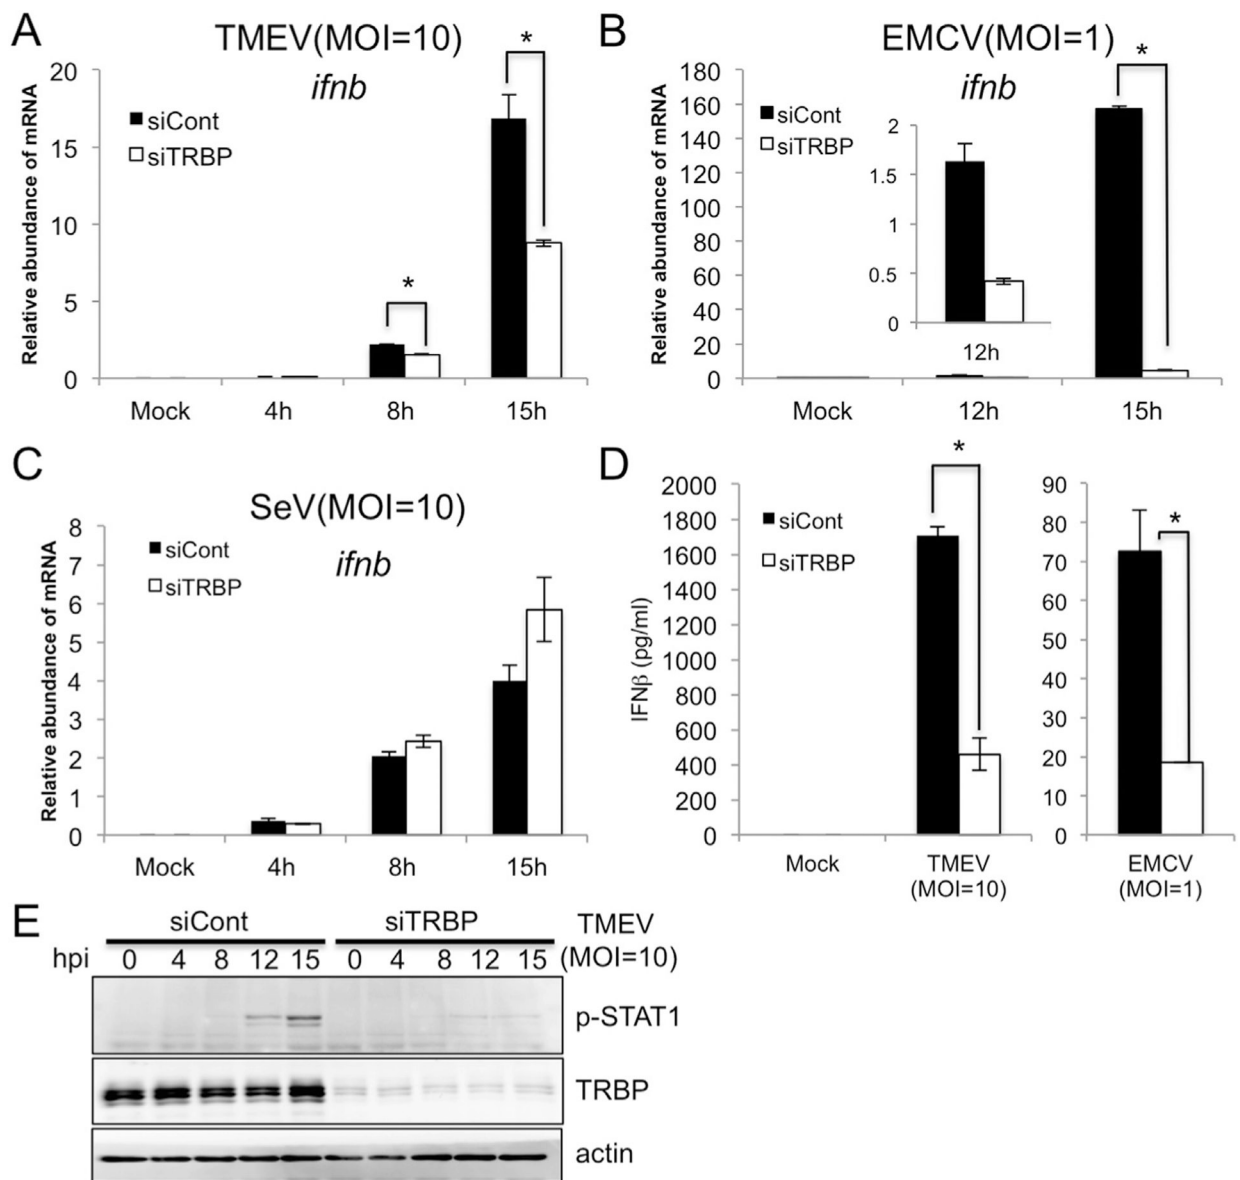 A
TMEV(MOI=10)
ifnb
*
*
Relative abundance of mRNA
20
15
10
5
0
siCont
siTRBP
Mock
4h
8h
15h
B
EMCV(MOI=1)
ifnb
*
Relative abundance of mRNA
180
160
140
120
100
80
60
40
20
0
siCont
siTRBP
2
1.5
1
0.5
0
12h
Mock
12h
15h
C
SeV(MOI=10)
ifnb
Relative abundance of mRNA
8
7
6
5
4
3
2
1
0
siCont
siTRBP
Mock
4h
8h
15h
D
*
IFNβ (pg/ml)
2000
1800
1600
1400
1200
1000
800
600
400
200
0
siCont
siTRBP
Mock
TMEV
(MOI=10)
90
80
70
60
50
40
30
20
10
0
*
EMCV
(MOI=1)
E
siCont siTRBP TMEV
hpi 0 4 8 12 15 0 4 8 12 15 (MOI=10)
p-STAT1
TRBP
actin